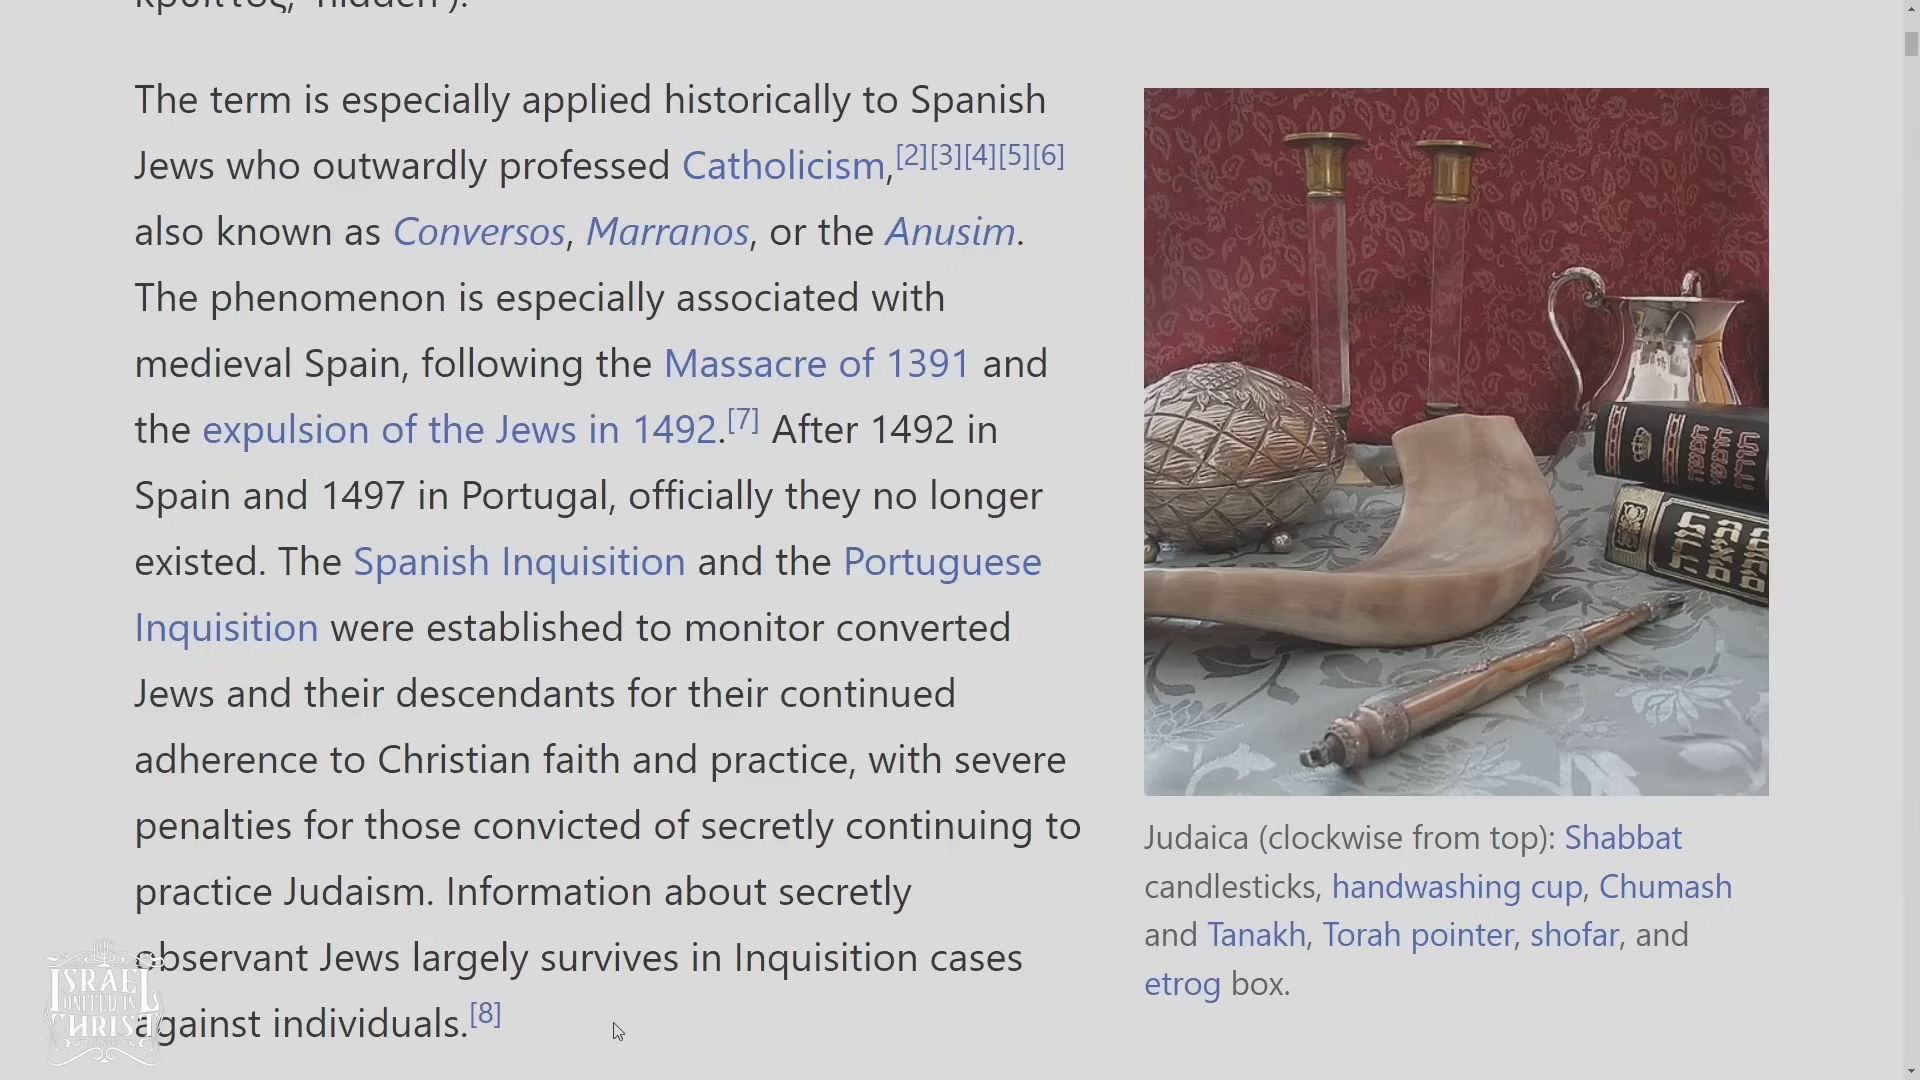 κρυπτός, 'hidden').
The term is especially applied historically to Spanish
Jews who outwardly professed Catholicism,[2][3][4][5][6]
also known as Conversos, Marranos, or the Anusim.
The phenomenon is especially associated with
medieval Spain, following the Massacre of 1391 and
the expulsion of the Jews in 1492.[7] After 1492 in
Spain and 1497 in Portugal, officially they no longer
existed. The Spanish Inquisition and the Portuguese
Inquisition were established to monitor converted
Jews and their descendants for their continued
adherence to Christian faith and practice, with severe
penalties for those convicted of secretly continuing to
practice Judaism. Information about secretly
observant Jews largely survives in Inquisition cases
against individuals.[8]
Judaica (clockwise from top): Shabbat
candlesticks, handwashing cup, Chumash
and Tanakh, Torah pointer, shofar, and
etrog box.
ISRAEL
UNITED IN
CHRIST